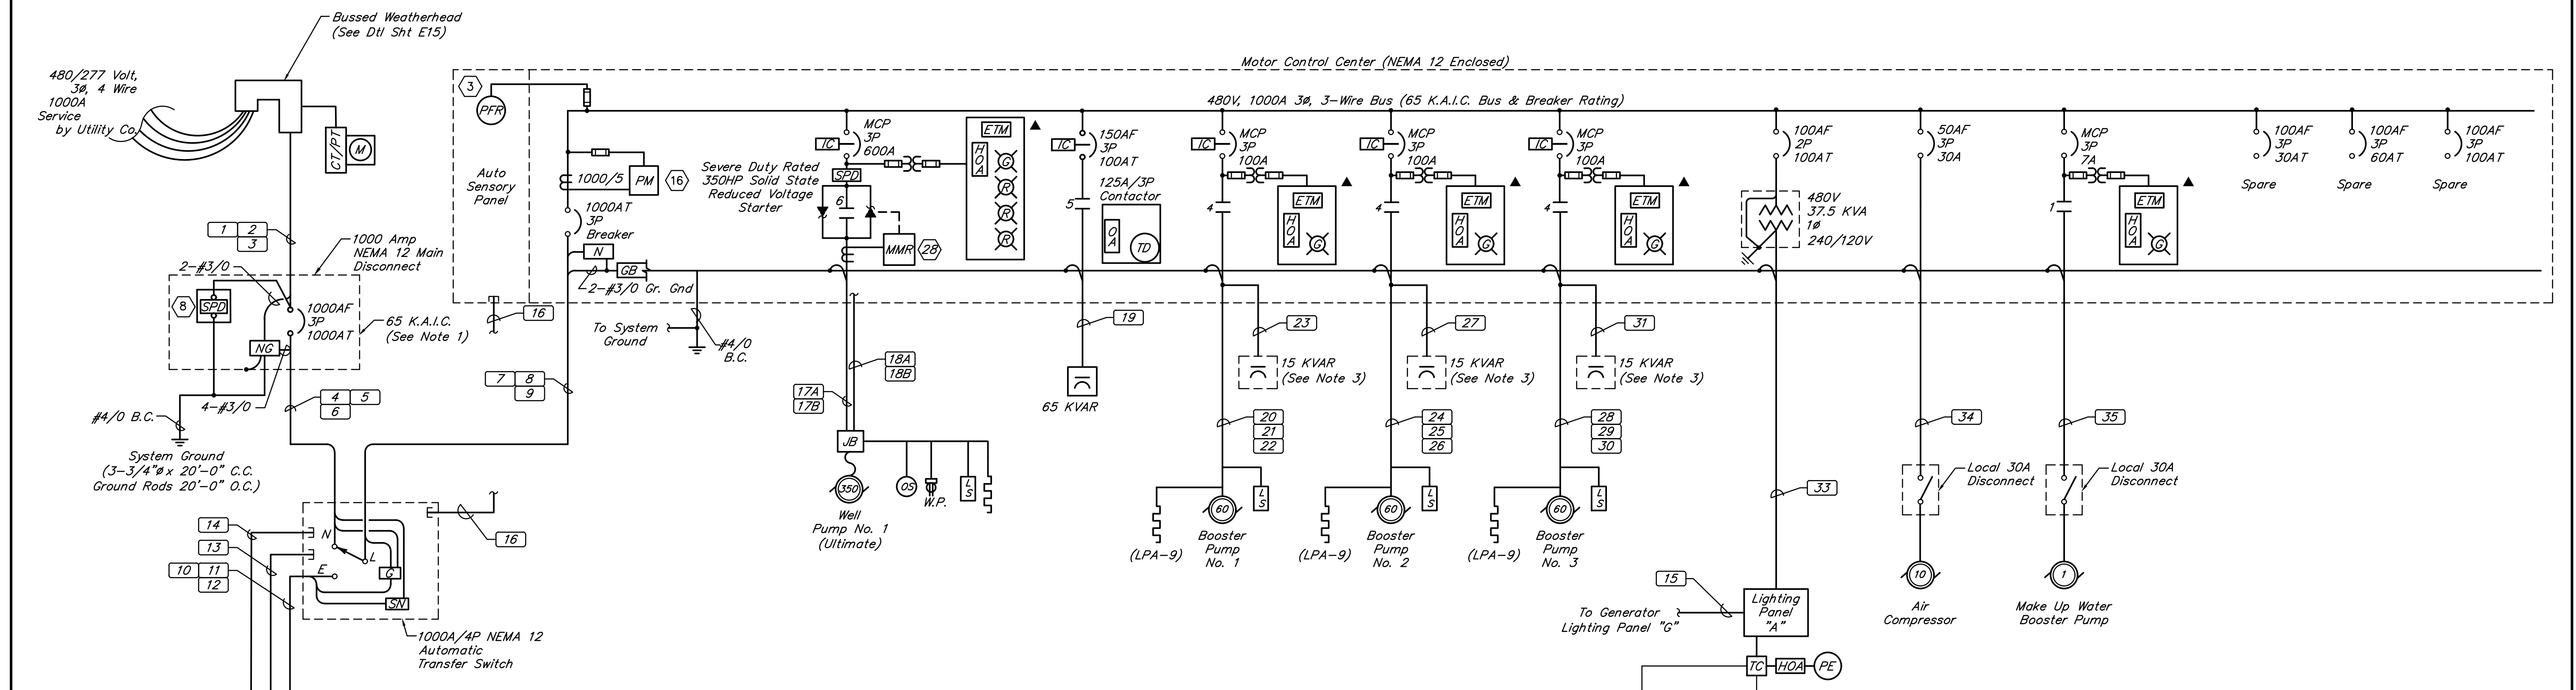 Bussed Weatherhead
(See Dtl Sht E15)
480/277 Volt,
3ø, 4 Wire
1000A
Service
by Utility Co.
CT/PT
M
Motor Control Center (NEMA 12 Enclosed)
480V, 1000A 3ø, 3-Wire Bus (65 K.A.I.C. Bus & Breaker Rating)
3
PFR
Auto
Sensory
Panel
1000/5
PM
16
1000AT
3P
Breaker
N
GB
2-#3/0 Gr. Gnd
16
To System
Ground
#4/0
B.C.
Severe Duty Rated
350HP Solid State
Reduced Voltage
Starter
TC
MCP
3P
600A
SPD
6
MMR
28
ETM
HOA
G
R
R
R
TC
150AF
3P
100AT
125A/3P
Contactor
5
OA
TD
TC
MCP
3P
100A
4
ETM
HOA
G
TC
MCP
3P
100A
4
ETM
HOA
G
TC
MCP
3P
100A
4
ETM
HOA
G
100AF
2P
100AT
480V
37.5 KVA
1ø
240/120V
50AF
3P
30A
MCP
3P
7A
1
ETM
HOA
G
100AF
3P
30AT
Spare
100AF
3P
60AT
Spare
100AF
3P
100AT
Spare
1 2
3
1000 Amp
NEMA 12 Main
Disconnect
2-#3/0
8
SPD
1000AF
3P
1000AT
65 K.A.I.C.
(See Note 1)
NG
4-#3/0
4 5
6
#4/0 B.C.
System Ground
(3-3/4"ø x 20'-0" C.C.
Ground Rods 20'-0" O.C.)
7 8
9
17A
17B
18A
18B
JB
350
Well
Pump No. 1
(Ultimate)
OS
W.P.
LS
19
65 KVAR
23
15 KVAR
(See Note 3)
20
21
22
LS
60
(LPA-9)
Booster
Pump
No. 1
27
15 KVAR
(See Note 3)
24
25
26
LS
60
(LPA-9)
Booster
Pump
No. 2
31
15 KVAR
(See Note 3)
28
29
30
LS
60
(LPA-9)
Booster
Pump
No. 3
33
15
To Generator
Lighting Panel "G"
Lighting
Panel
"A"
TC
HOA
PE
34
Local 30A
Disconnect
10
Air
Compressor
35
Local 30A
Disconnect
1
Make Up Water
Booster Pump
14
13
10 11
12
N
L
E
G
SN
16
1000A/4P NEMA 12
Automatic
Transfer Switch